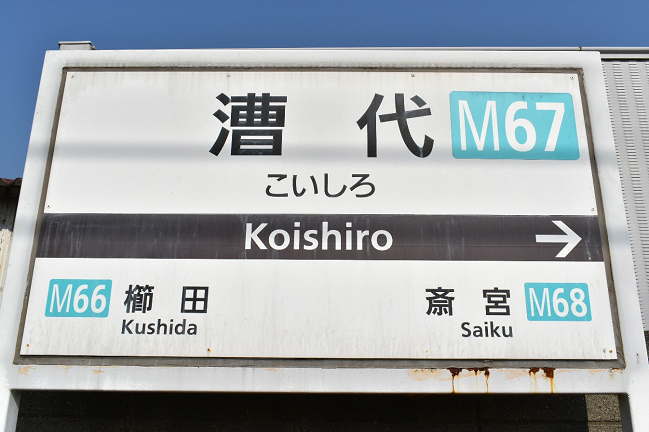 漕代 M67
こいしろ
Koishiro →
M66 櫛田 斎宮 M68
Kushida Saiku